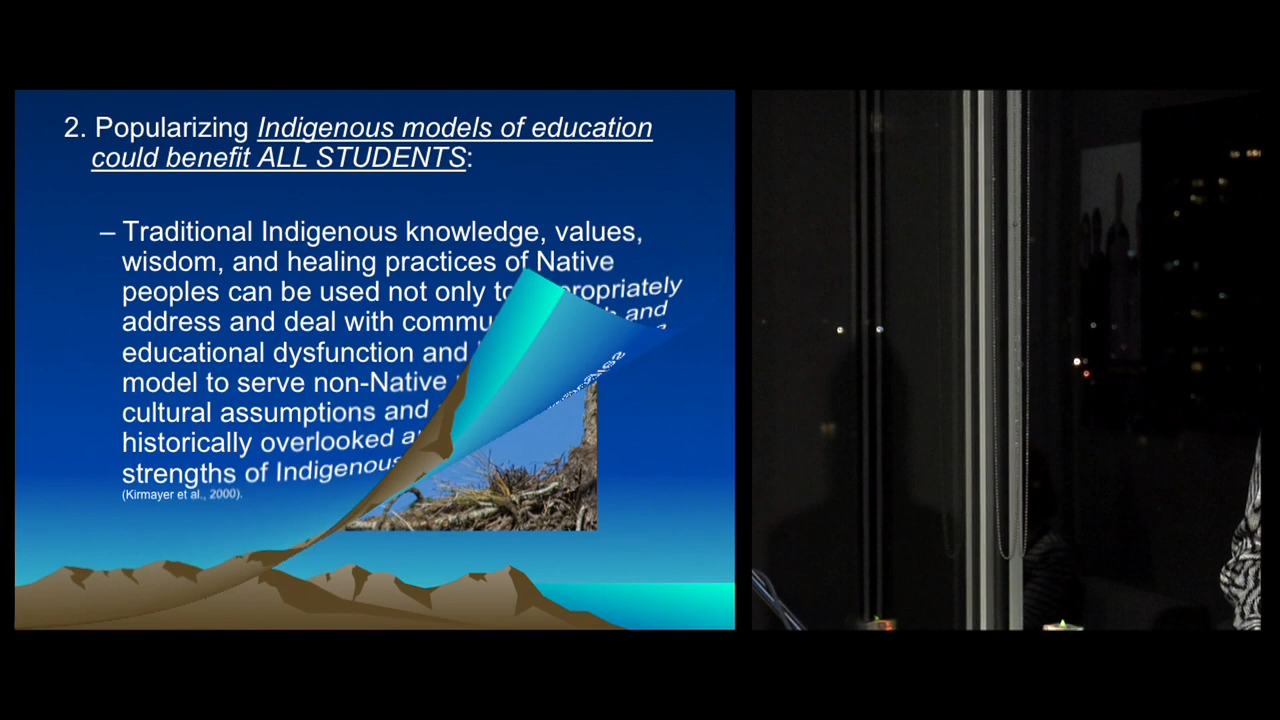 2. Popularizing Indigenous models of education
could benefit ALL STUDENTS:
– Traditional Indigenous knowledge, values,
wisdom, and healing practices of Native
peoples can be used not only to
address and deal with and
educational dysfunction and
model to serve non-Native
cultural assumptions and
historically overlooked
strengths of Indigenous
(Kirmayer et al., 2000).